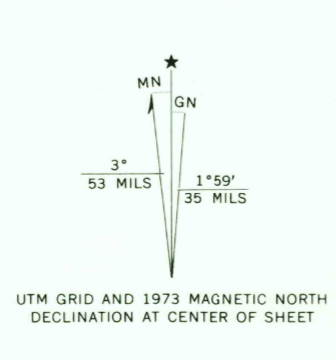 ★
MN
GN
3°
53 MILS
1°59′
35 MILS
UTM GRID AND 1973 MAGNETIC NORTH
DECLINATION AT CENTER OF SHEET